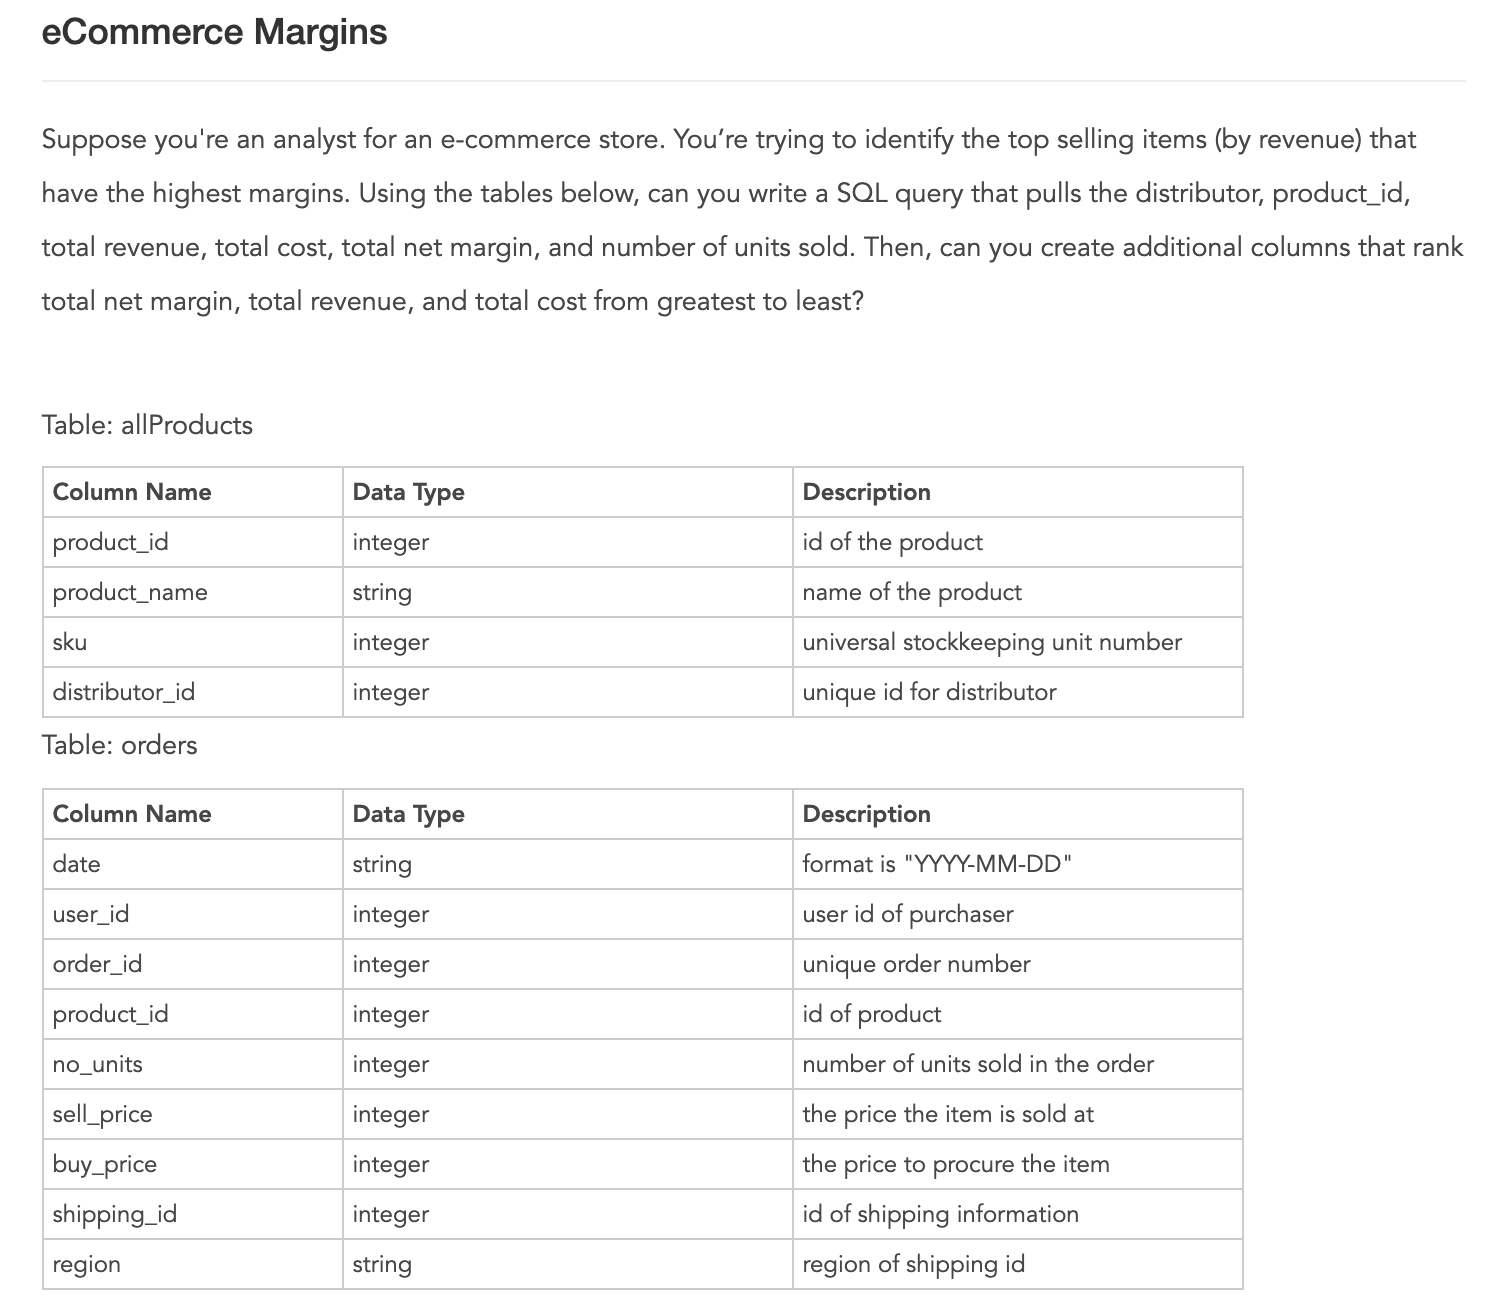 eCommerce Margins
Suppose you're an analyst for an e-commerce store. You’re trying to identify the top selling items (by revenue) that
have the highest margins. Using the tables below, can you write a SQL query that pulls the distributor, product_id,
total revenue, total cost, total net margin, and number of units sold. Then, can you create additional columns that rank
total net margin, total revenue, and total cost from greatest to least?
Table: allProducts
Column Name Data Type Description
product_id integer id of the product
product_name string name of the product
sku integer universal stockkeeping unit number
distributor_id integer unique id for distributor
Table: orders
Column Name Data Type Description
date string format is "YYYY-MM-DD"
user_id integer user id of purchaser
order_id integer unique order number
product_id integer id of product
no_units integer number of units sold in the order
sell_price integer the price the item is sold at
buy_price integer the price to procure the item
shipping_id integer id of shipping information
region string region of shipping id